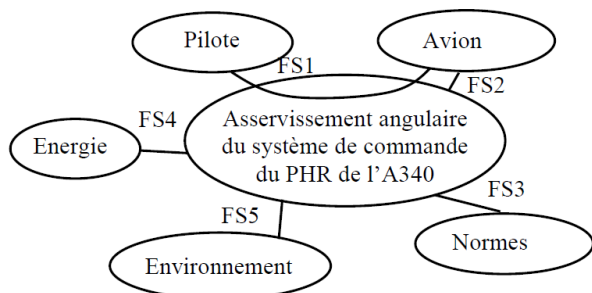 Pilote
Avion
FS1
FS2
FS4
Asservissement angulaire
du système de commande
du PHR de l'A340
Energie
FS3
FS5
Normes
Environnement